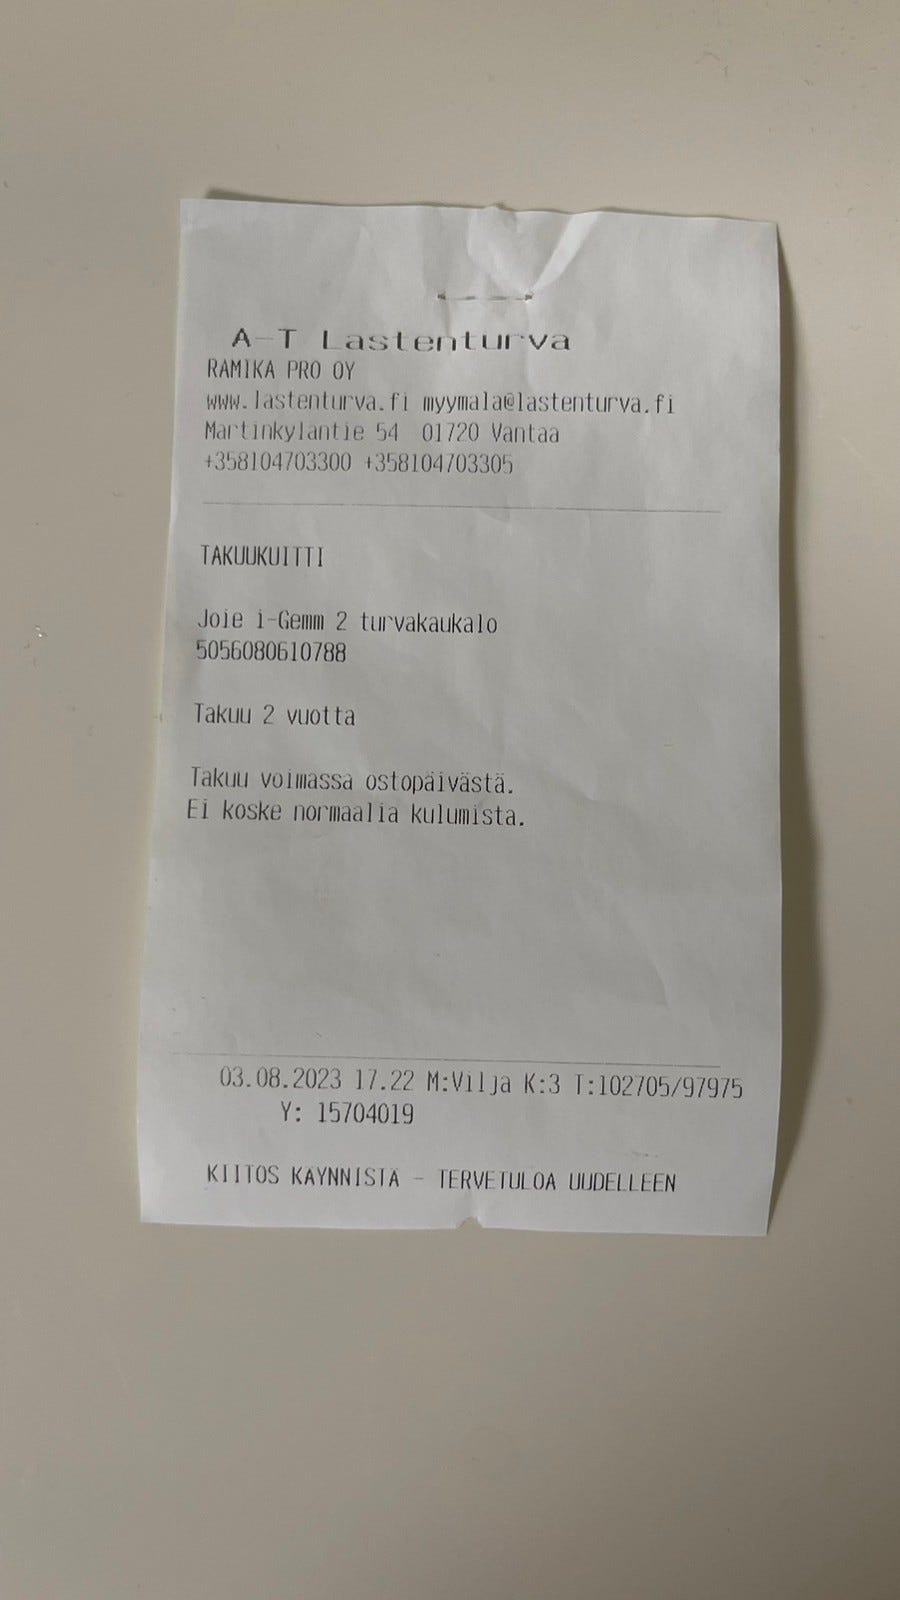 A-T Lastenturva
RAMIKA PRO OY
www.lastenturva.fi myymala@lastenturva.fi
Martinkylantie 54 01720 Vantaa
+358104703300 +358104703305
TAKUUKUITTI
Joie i-Gemm 2 turvakaukalo
5056080610788
Takuu 2 vuotta
Takuu voimassa ostopäivästä.
Ei koske normaalia kulumista.
03.08.2023 17.22 M:Vilja K:3 T:102705/97975
Y: 15704019
KIITOS KÄYNNISTÄ - TERVETULOA UUDELLEEN